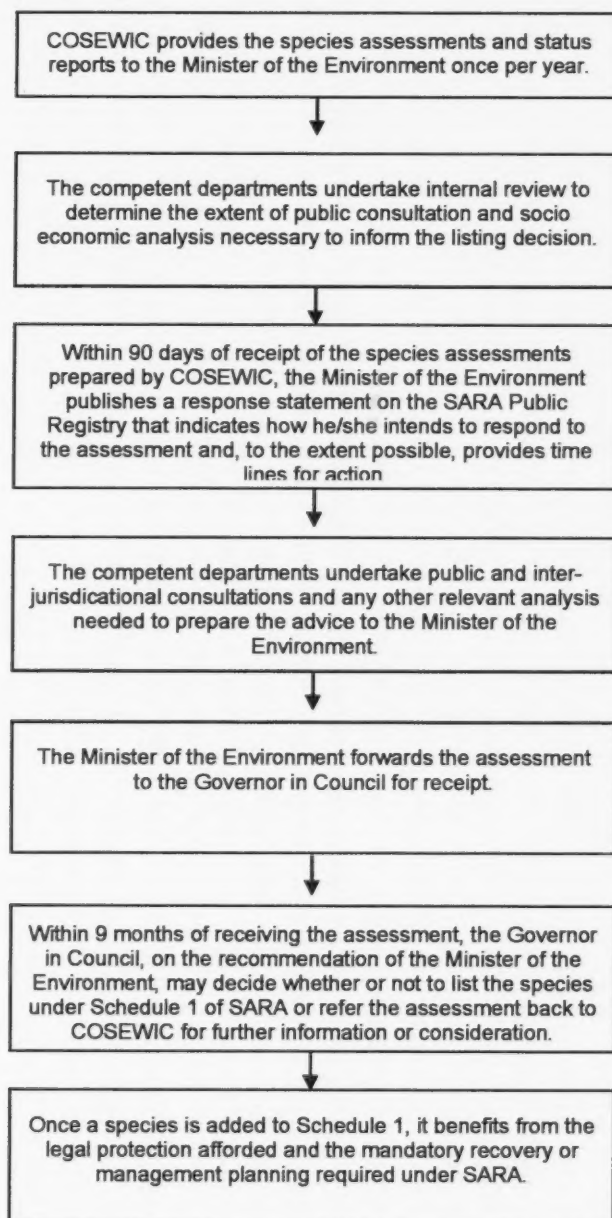 COSEWIC provides the species assessments and status
reports to the Minister of the Environment once per year.
The competent departments undertake internal review to
determine the extent of public consultation and socio
economic analysis necessary to inform the listing decision.
Within 90 days of receipt of the species assessments
prepared by COSEWIC, the Minister of the Environment
publishes a response statement on the SARA Public
Registry that indicates how he/she intends to respond to
the assessment and, to the extent possible, provides time
lines for action
The competent departments undertake public and inter-
jurisdicational consultations and any other relevant analysis
needed to prepare the advice to the Minister of the
Environment.
The Minister of the Environment forwards the assessment
to the Governor in Council for receipt.
Within 9 months of receiving the assessment, the Governor
in Council, on the recommendation of the Minister of the
Environment, may decide whether or not to list the species
under Schedule 1 of SARA or refer the assessment back to
COSEWIC for further information or consideration.
Once a species is added to Schedule 1, it benefits from the
legal protection afforded and the mandatory recovery or
management planning required under SARA.